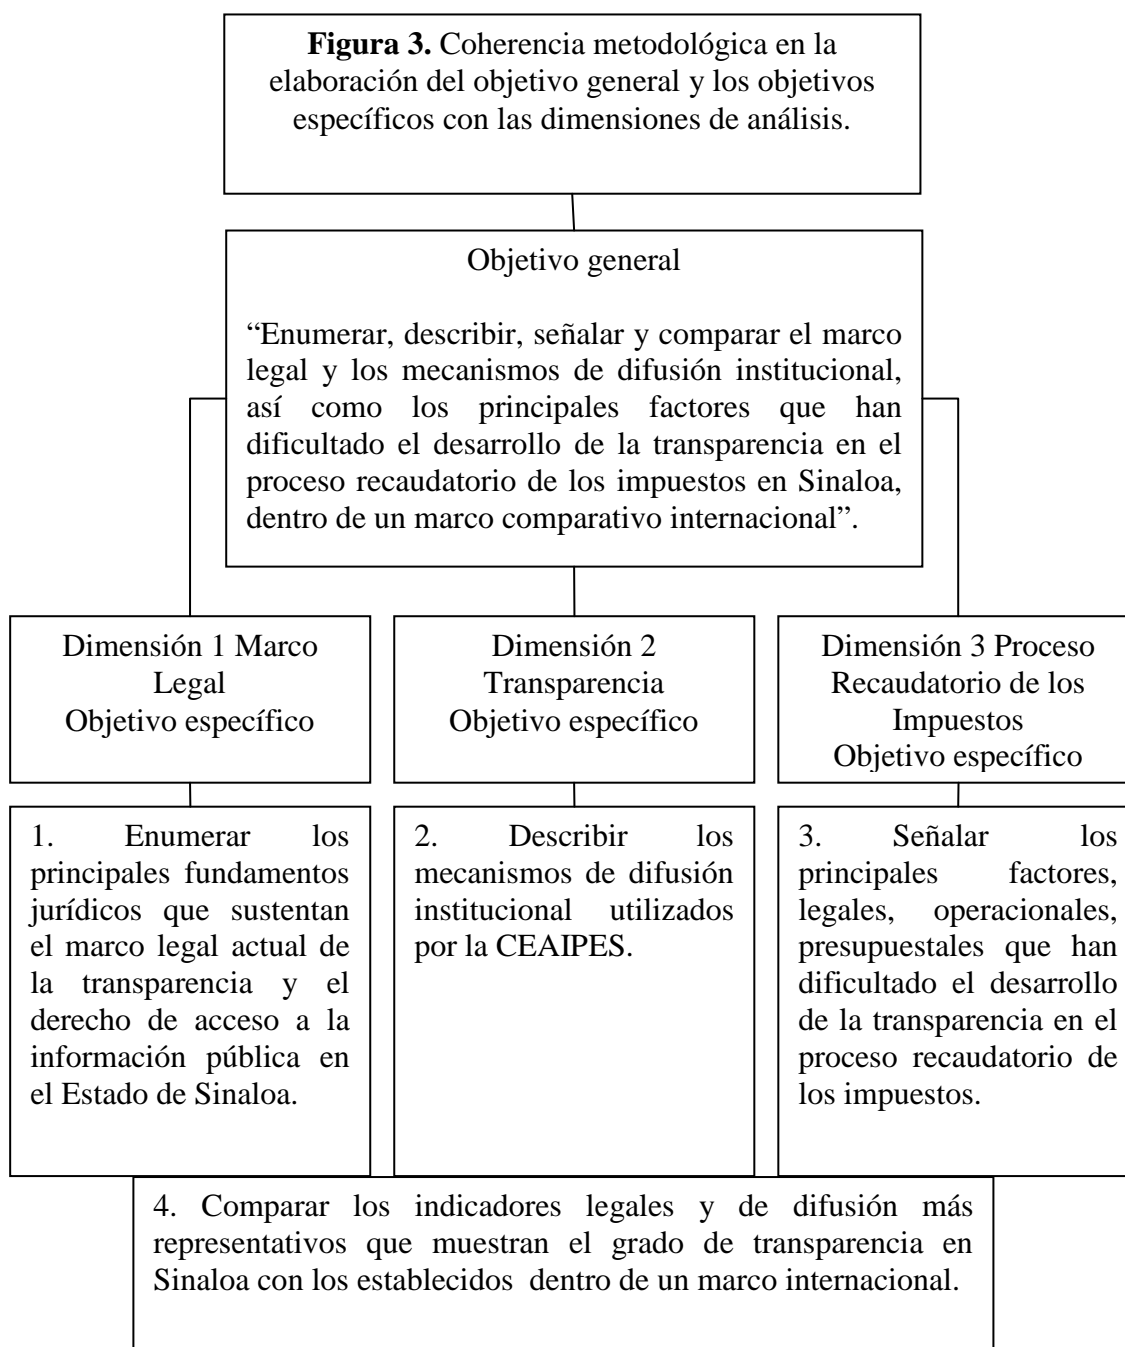 Figura 3. Coherencia metodológica en la
elaboración del objetivo general y los objetivos
específicos con las dimensiones de análisis.
Objetivo general
“Enumerar, describir, señalar y comparar el marco
legal y los mecanismos de difusión institucional,
así como los principales factores que han
dificultado el desarrollo de la transparencia en el
proceso recaudatorio de los impuestos en Sinaloa,
dentro de un marco comparativo internacional”.
Dimensión 1 Marco
Legal
Objetivo específico
Dimensión 2
Transparencia
Objetivo específico
Dimensión 3 Proceso
Recaudatorio de los
Impuestos
Objetivo específico
1. Enumerar los
principales fundamentos
jurídicos que sustentan
el marco legal actual de
la transparencia y el
derecho de acceso a la
información pública en
el Estado de Sinaloa.
2. Describir los
mecanismos de difusión
institucional utilizados
por la CEAIPES.
3. Señalar los
principales factores,
legales, operacionales,
presupuestales que han
dificultado el desarrollo
de la transparencia en el
proceso recaudatorio de
los impuestos.
4. Comparar los indicadores legales y de difusión más
representativos que muestran el grado de transparencia en
Sinaloa con los establecidos dentro de un marco internacional.